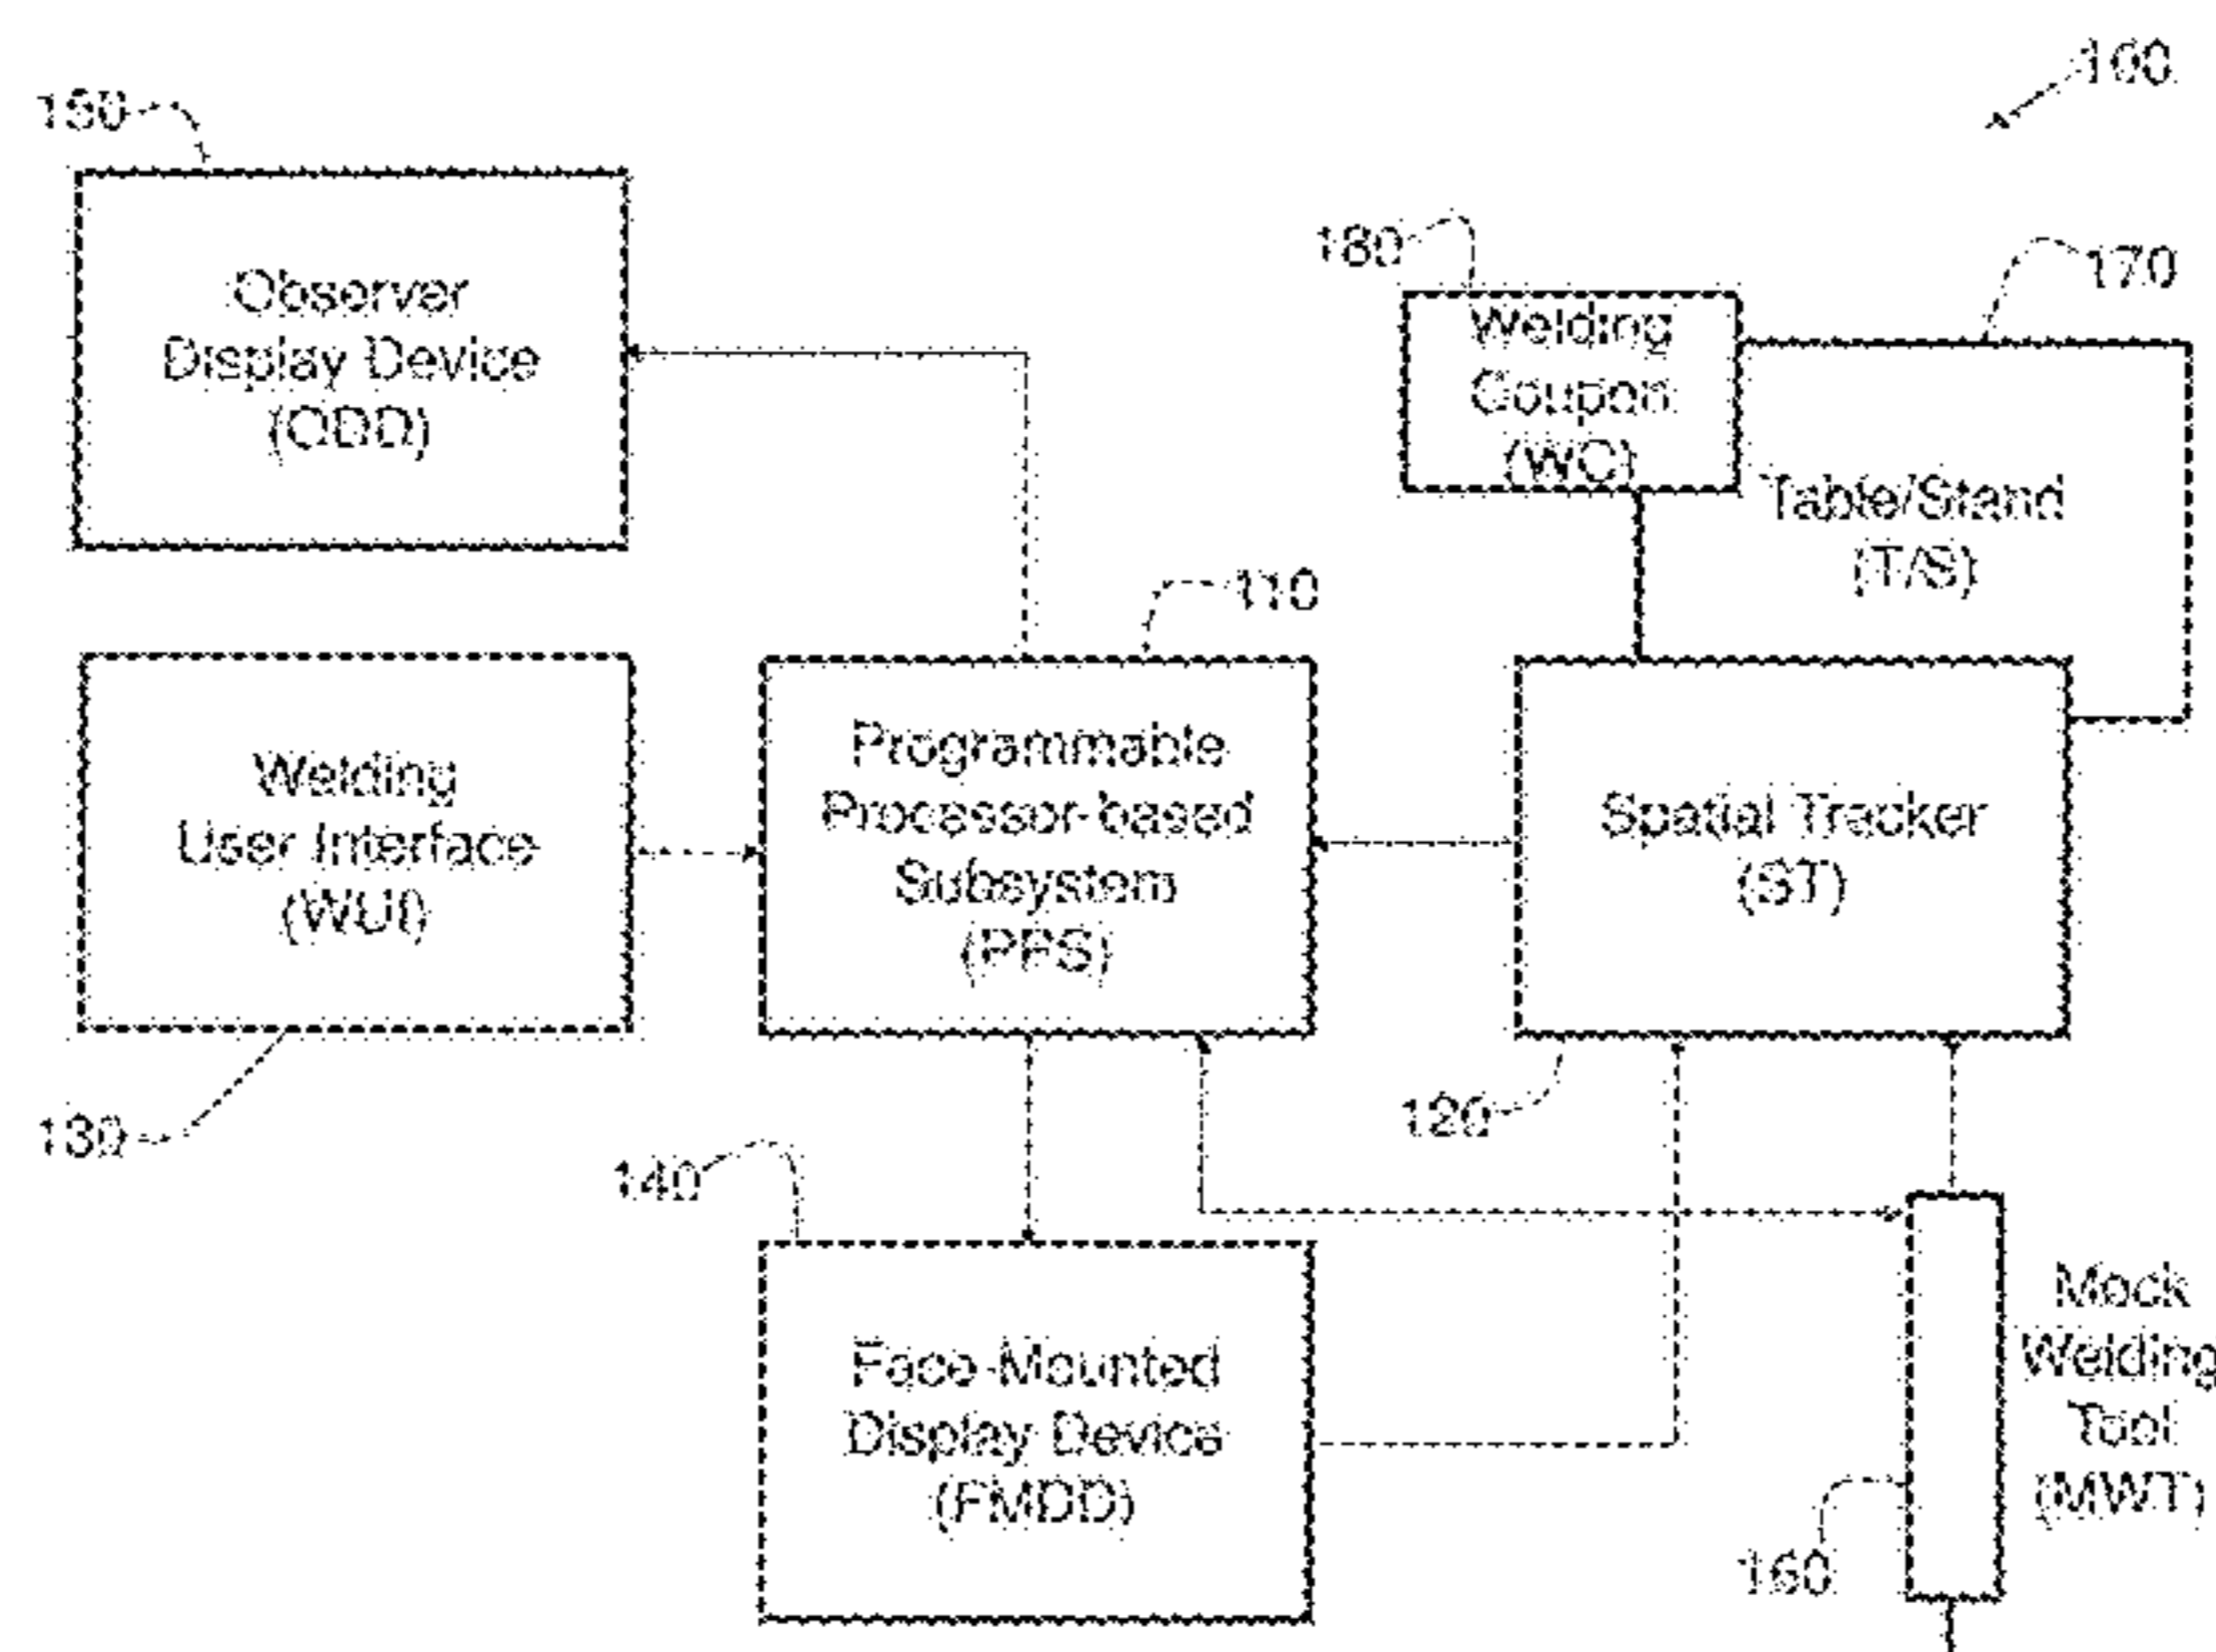 100
150
Observer
Display Device
(ODD)
180
Welding
Coupon
(WC)
170
Table/Stand
(T/S)
110
Welding
User Interface
(WUI)
Programmable
Processor-based
Subsystem
(PPS)
Spatial Tracker
(ST)
130
120
140
Face-Mounted
Display Device
(FMDD)
Mock
Welding
Tool
(MWT)
160